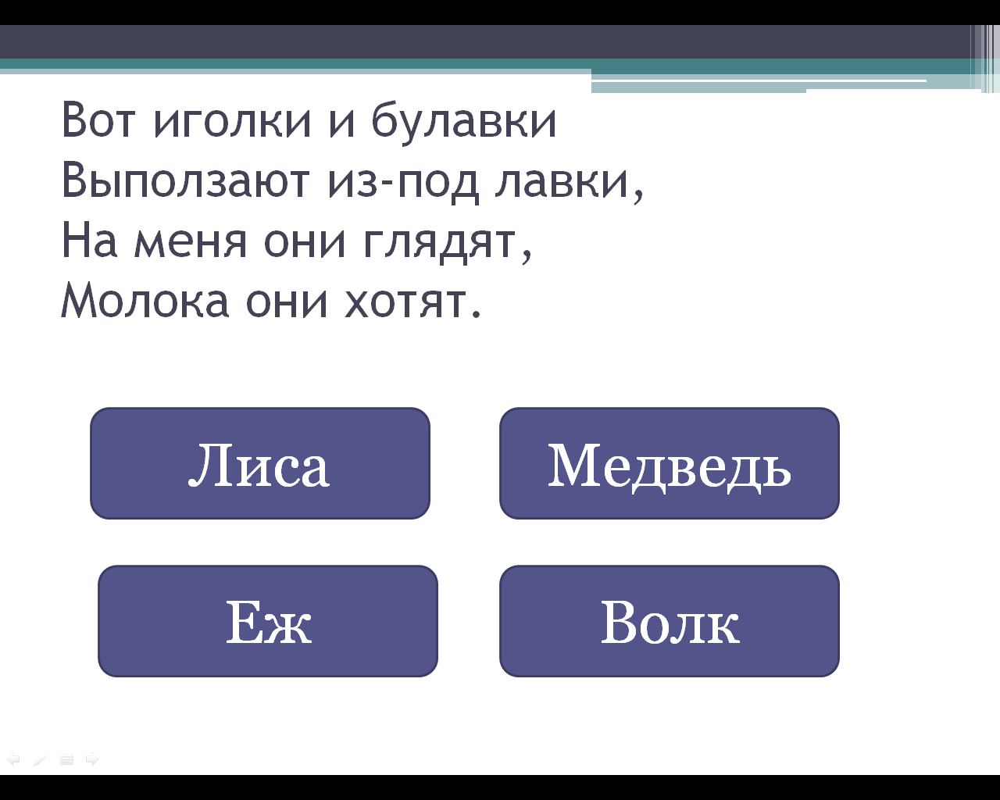 Вот иголки и булавки
Выползают из-под лавки,
На меня они глядят,
Молока они хотят.
Лиса
Медведь
Еж
Волк